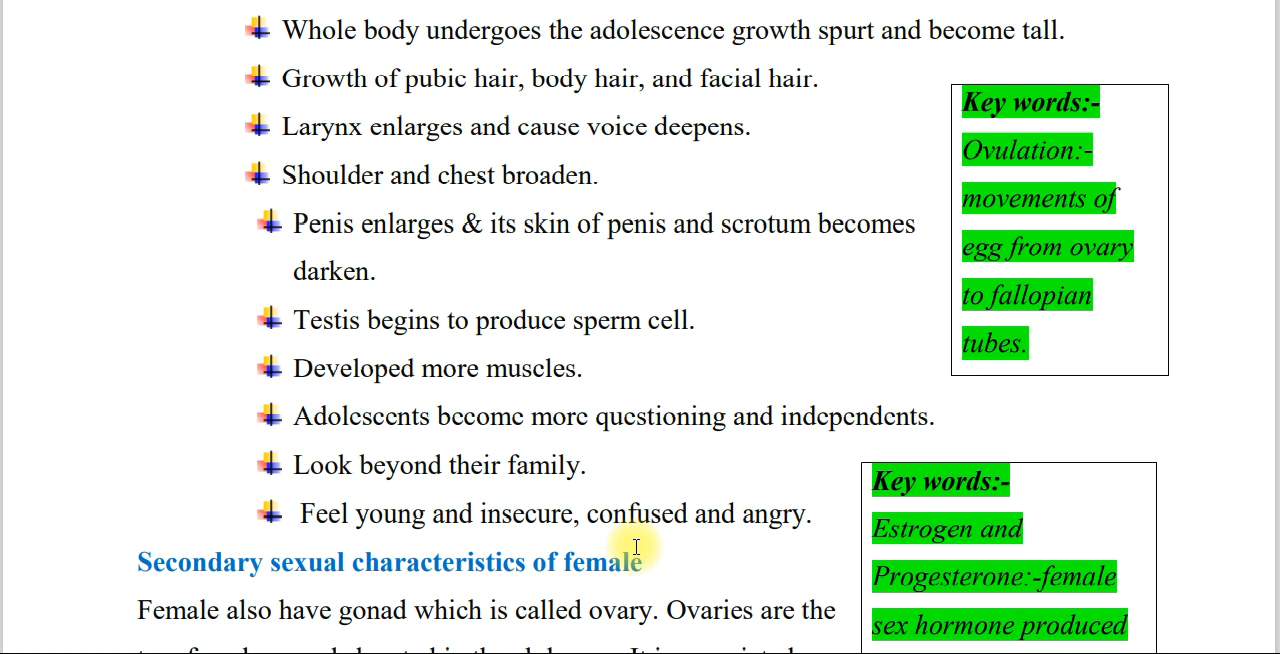 Whole body undergoes the adolescence growth spurt and become tall.
Growth of pubic hair, body hair, and facial hair.
Larynx enlarges and cause voice deepens.
Shoulder and chest broaden.
Penis enlarges & its skin of penis and scrotum becomes
darken.
Testis begins to produce sperm cell.
Developed more muscles.
Adolescents become more questioning and independents.
Look beyond their family.
Feel young and insecure, confused and angry.
Key words:-
Ovulation:-
movements of
egg from ovary
to fallopian
tubes.
Secondary sexual characteristics of female
Female also have gonad which is called ovary. Ovaries are the
Key words:-
Estrogen and
Progesterone:-female
sex hormone produced